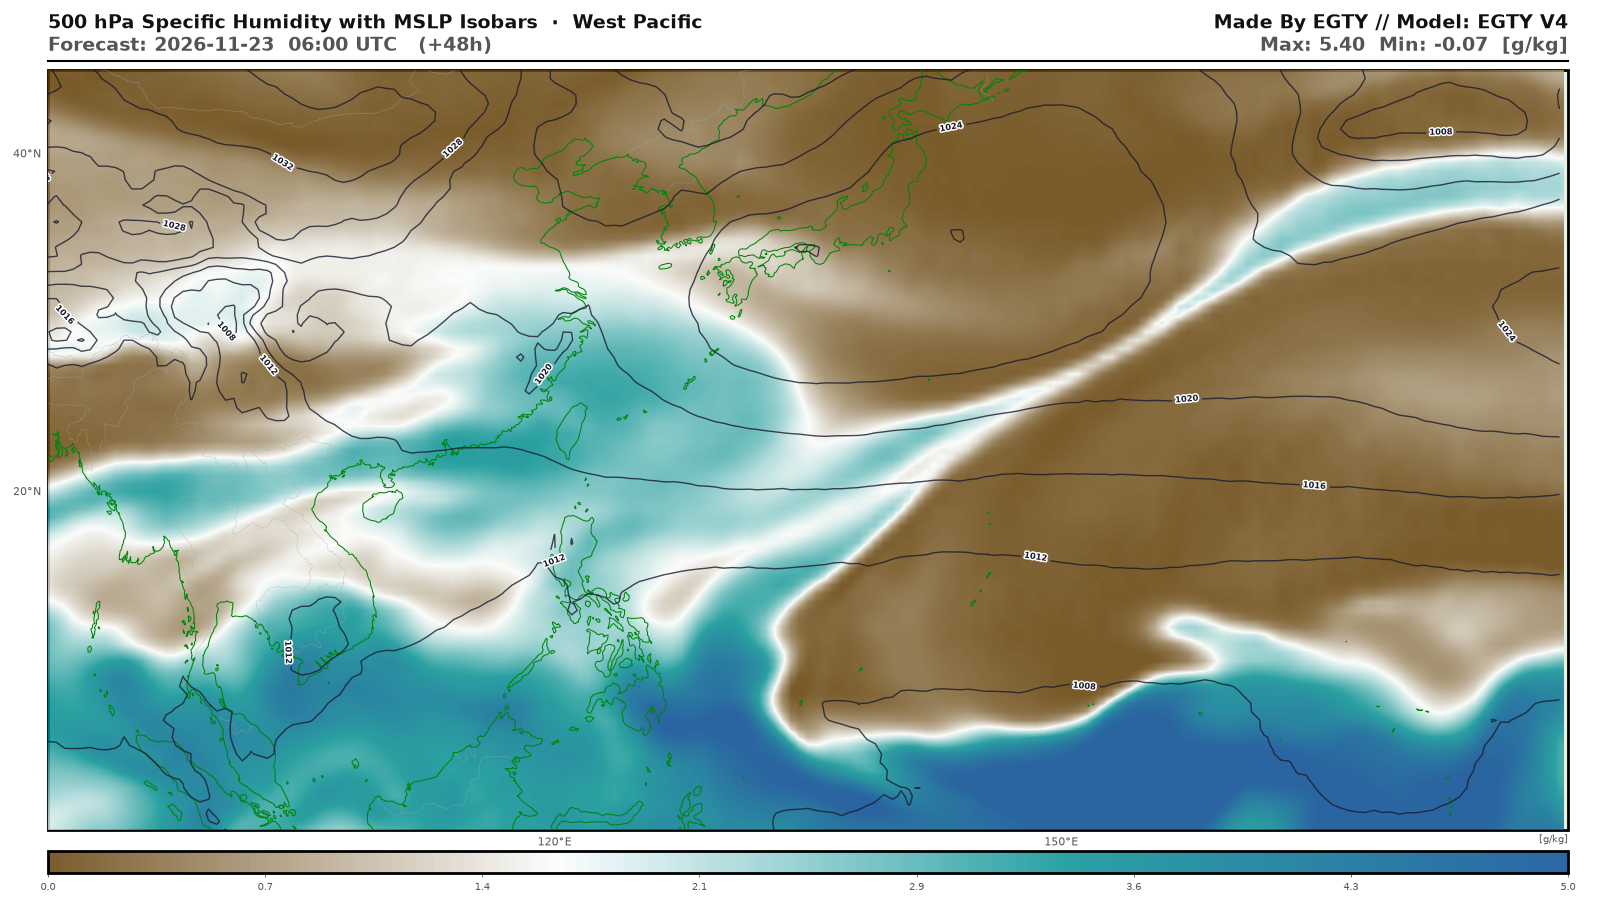 500 hPa Specific Humidity with MSLP Isobars · West Pacific
Made By EGTY // Model: EGTY V4
Forecast: 2026-11-23 06:00 UTC (+48h)
Max: 5.40 Min: -0.07 [g/kg]
1008
1024
40°N
1028
1032
1028
1016
1008
1024
1012
1020
1020
1016
20°N
1012
1012
1012
1008
120°E
150°E
[g/kg]
0.0
0.7
1.4
2.1
2.9
3.6
4.3
5.0